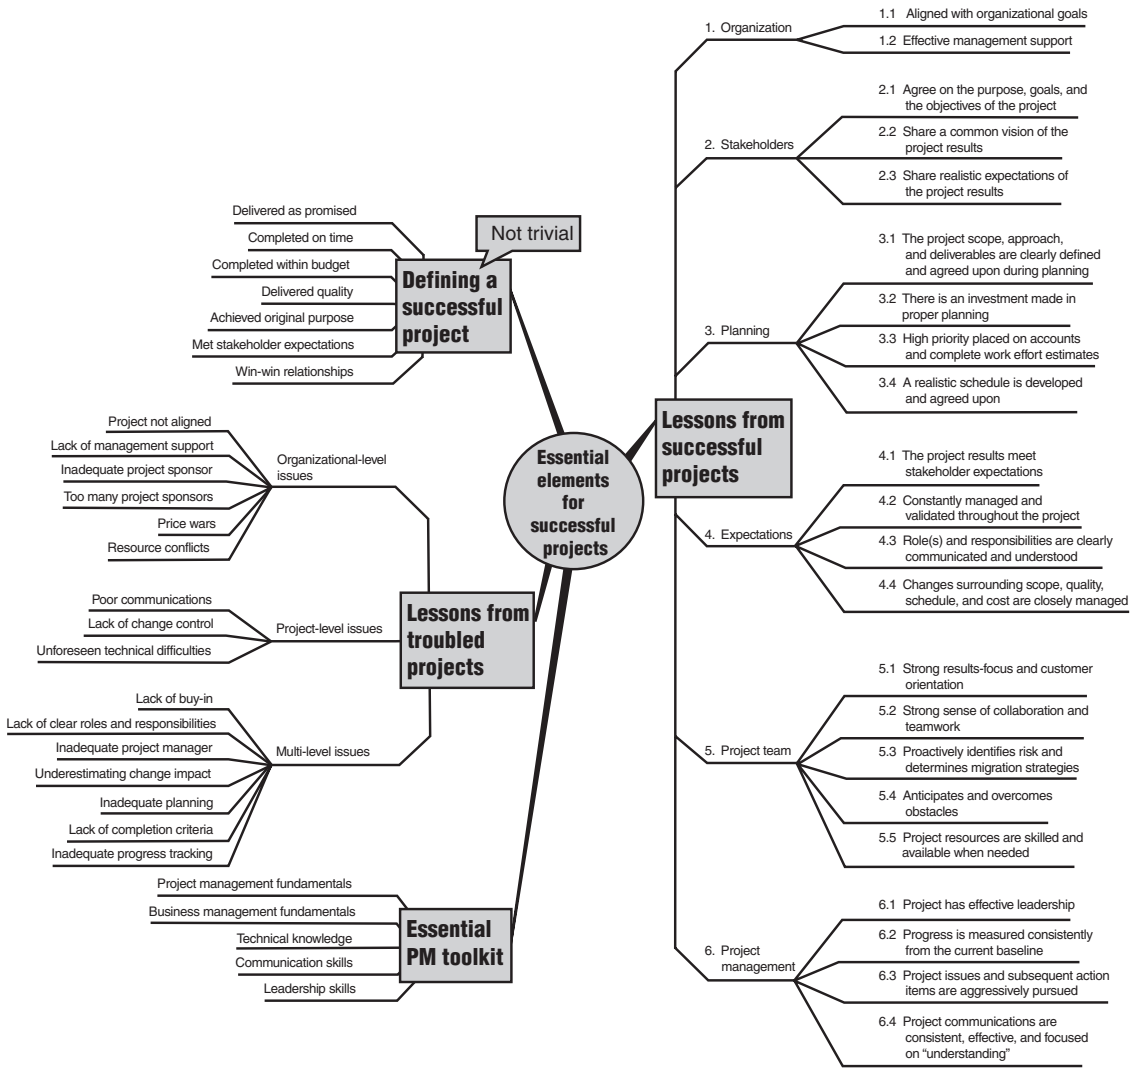 Essential
elements
for
successful
projects
Not trivial
Defining a
successful
project
Delivered as promised
Completed on time
Completed within budget
Delivered quality
Achieved original purpose
Met stakeholder expectations
Win-win relationships
Lessons from
troubled
projects
Organizational-level
issues
Project not aligned
Lack of management support
Inadequate project sponsor
Too many project sponsors
Price wars
Resource conflicts
Project-level issues
Poor communications
Lack of change control
Unforeseen technical difficulties
Multi-level issues
Lack of buy-in
Lack of clear roles and responsibilities
Inadequate project manager
Underestimating change impact
Inadequate planning
Lack of completion criteria
Inadequate progress tracking
Essential
PM toolkit
Project management fundamentals
Business management fundamentals
Technical knowledge
Communication skills
Leadership skills
Lessons from
successful
projects
1. Organization
1.1 Aligned with organizational goals
1.2 Effective management support
2. Stakeholders
2.1 Agree on the purpose, goals, and
the objectives of the project
2.2 Share a common vision of the
project results
2.3 Share realistic expectations of
the project results
3. Planning
3.1 The project scope, approach,
and deliverables are clearly defined
and agreed upon during planning
3.2 There is an investment made in
proper planning
3.3 High priority placed on accounts
and complete work effort estimates
3.4 A realistic schedule is developed
and agreed upon
4. Expectations
4.1 The project results meet
stakeholder expectations
4.2 Constantly managed and
validated throughout the project
4.3 Role(s) and responsibilities are clearly
communicated and understood
4.4 Changes surrounding scope, quality,
schedule, and cost are closely managed
5. Project team
5.1 Strong results-focus and customer
orientation
5.2 Strong sense of collaboration and
teamwork
5.3 Proactively identifies risk and
determines migration strategies
5.4 Anticipates and overcomes
obstacles
5.5 Project resources are skilled and
available when needed
6. Project
management
6.1 Project has effective leadership
6.2 Progress is measured consistently
from the current baseline
6.3 Project issues and subsequent action
items are aggressively pursued
6.4 Project communications are
consistent, effective, and focused
on “understanding”